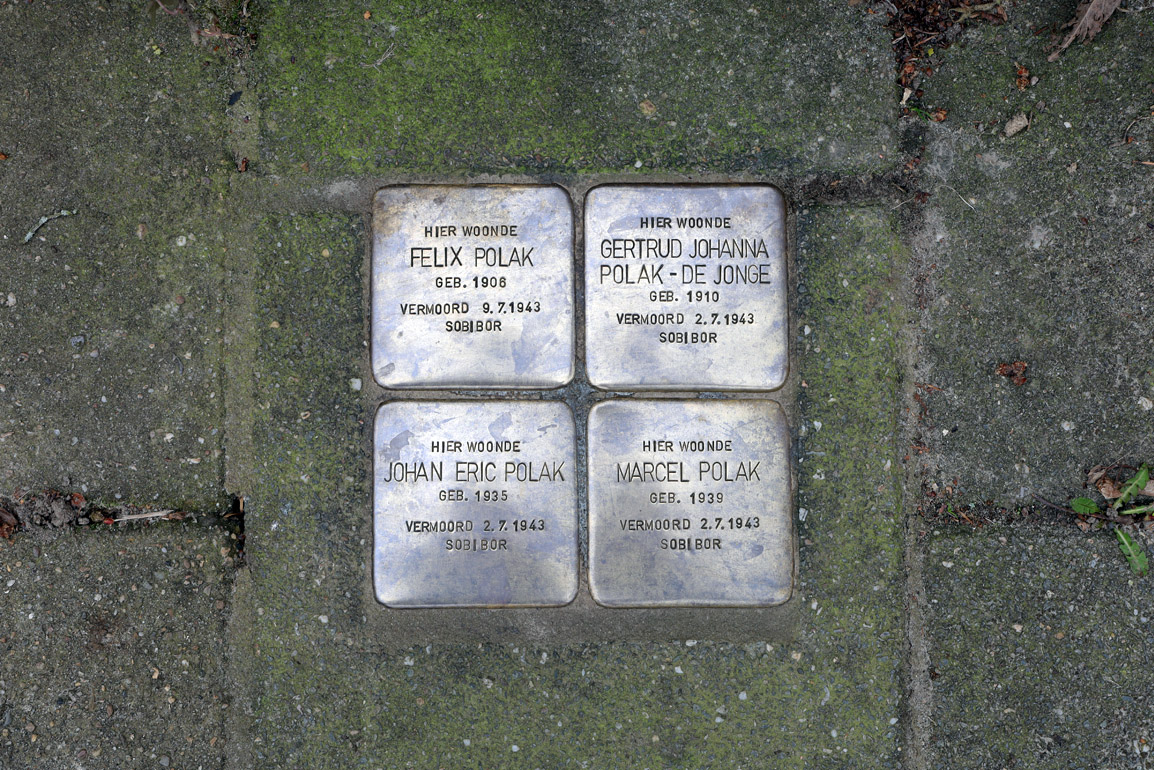 HIER WOONDE
FELIX POLAK
GEB. 1906
VERMOORD 9.7.1943
SOBIBOR
HIER WOONDE
GERTRUD JOHANNA
POLAK - DE JONGE
GEB. 1910
VERMOORD 2.7.1943
SOBIBOR
HIER WOONDE
JOHAN ERIC POLAK
GEB. 1935
VERMOORD 2.7.1943
SOBIBOR
HIER WOONDE
MARCEL POLAK
GEB. 1939
VERMOORD 2.7.1943
SOBIBOR